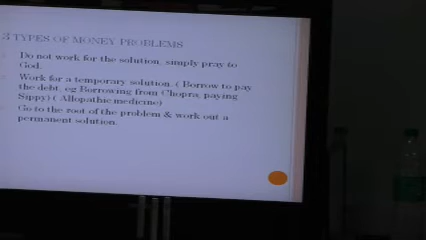 3 TYPES OF MONEY PROBLEMS
Do not work for the solution, simply pray to
God.
Work for a temporary solution. ( Borrow to pay
the debt, eg Borrowing from Chopra, paying
Sippy) ( Allopathic medicine)
Go to the root of the problem & work out a
permanent solution.